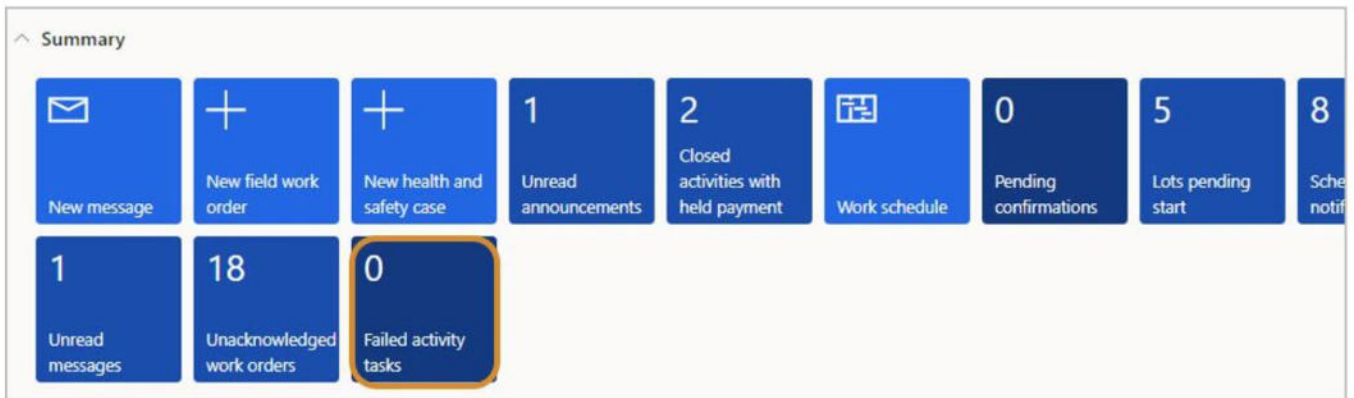 Summary
New message
New field work
order
New health and
safety case
1
Unread
announcements
2
Closed
activities with
held payment
Work schedule
0
Pending
confirmations
5
Lots pending
start
8
Sche
notif
1
Unread
messages
18
Unacknowledged
work orders
0
Failed activity
tasks